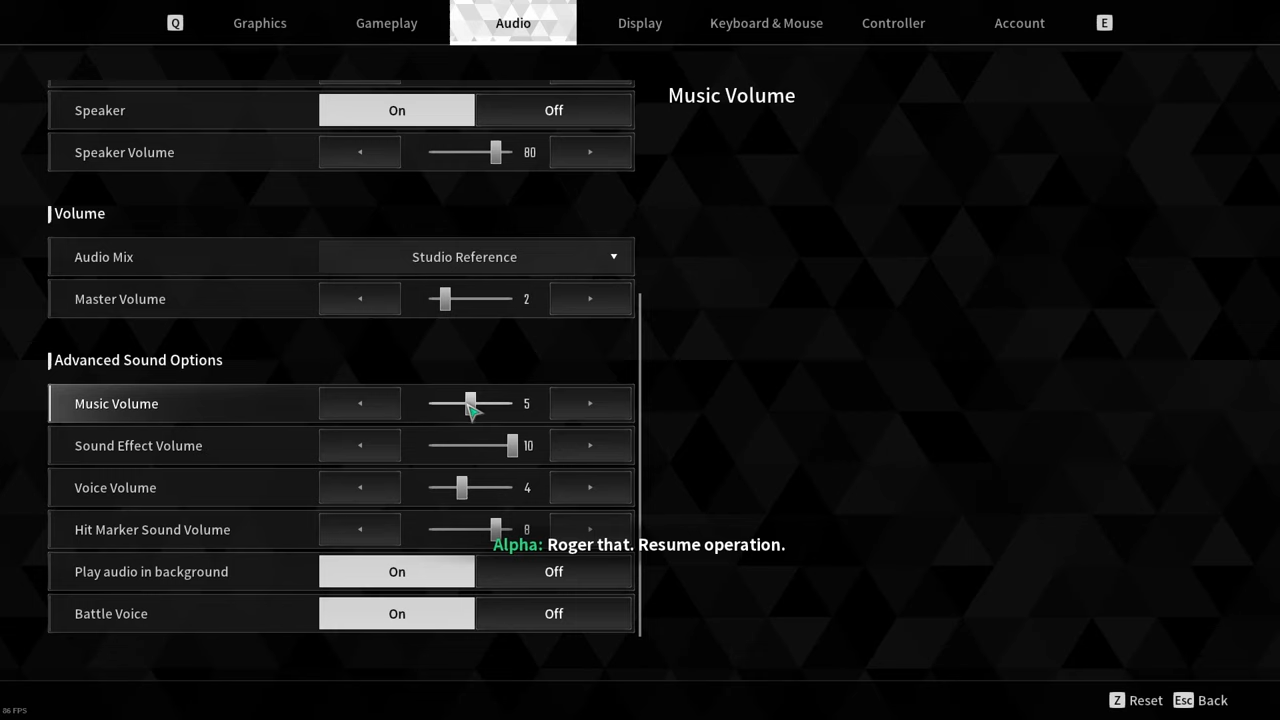 Q Graphics Gameplay Audio Display Keyboard & Mouse Controller Account E
Speaker On Off
Speaker Volume 80
Volume
Audio Mix Studio Reference
Master Volume 2
Advanced Sound Options
Music Volume 5
Sound Effect Volume 10
Voice Volume 4
Hit Marker Sound Volume 8
Play audio in background On Off
Battle Voice On Off
Music Volume
Alpha: Roger that. Resume operation.
Z Reset Esc Back
86 FPS